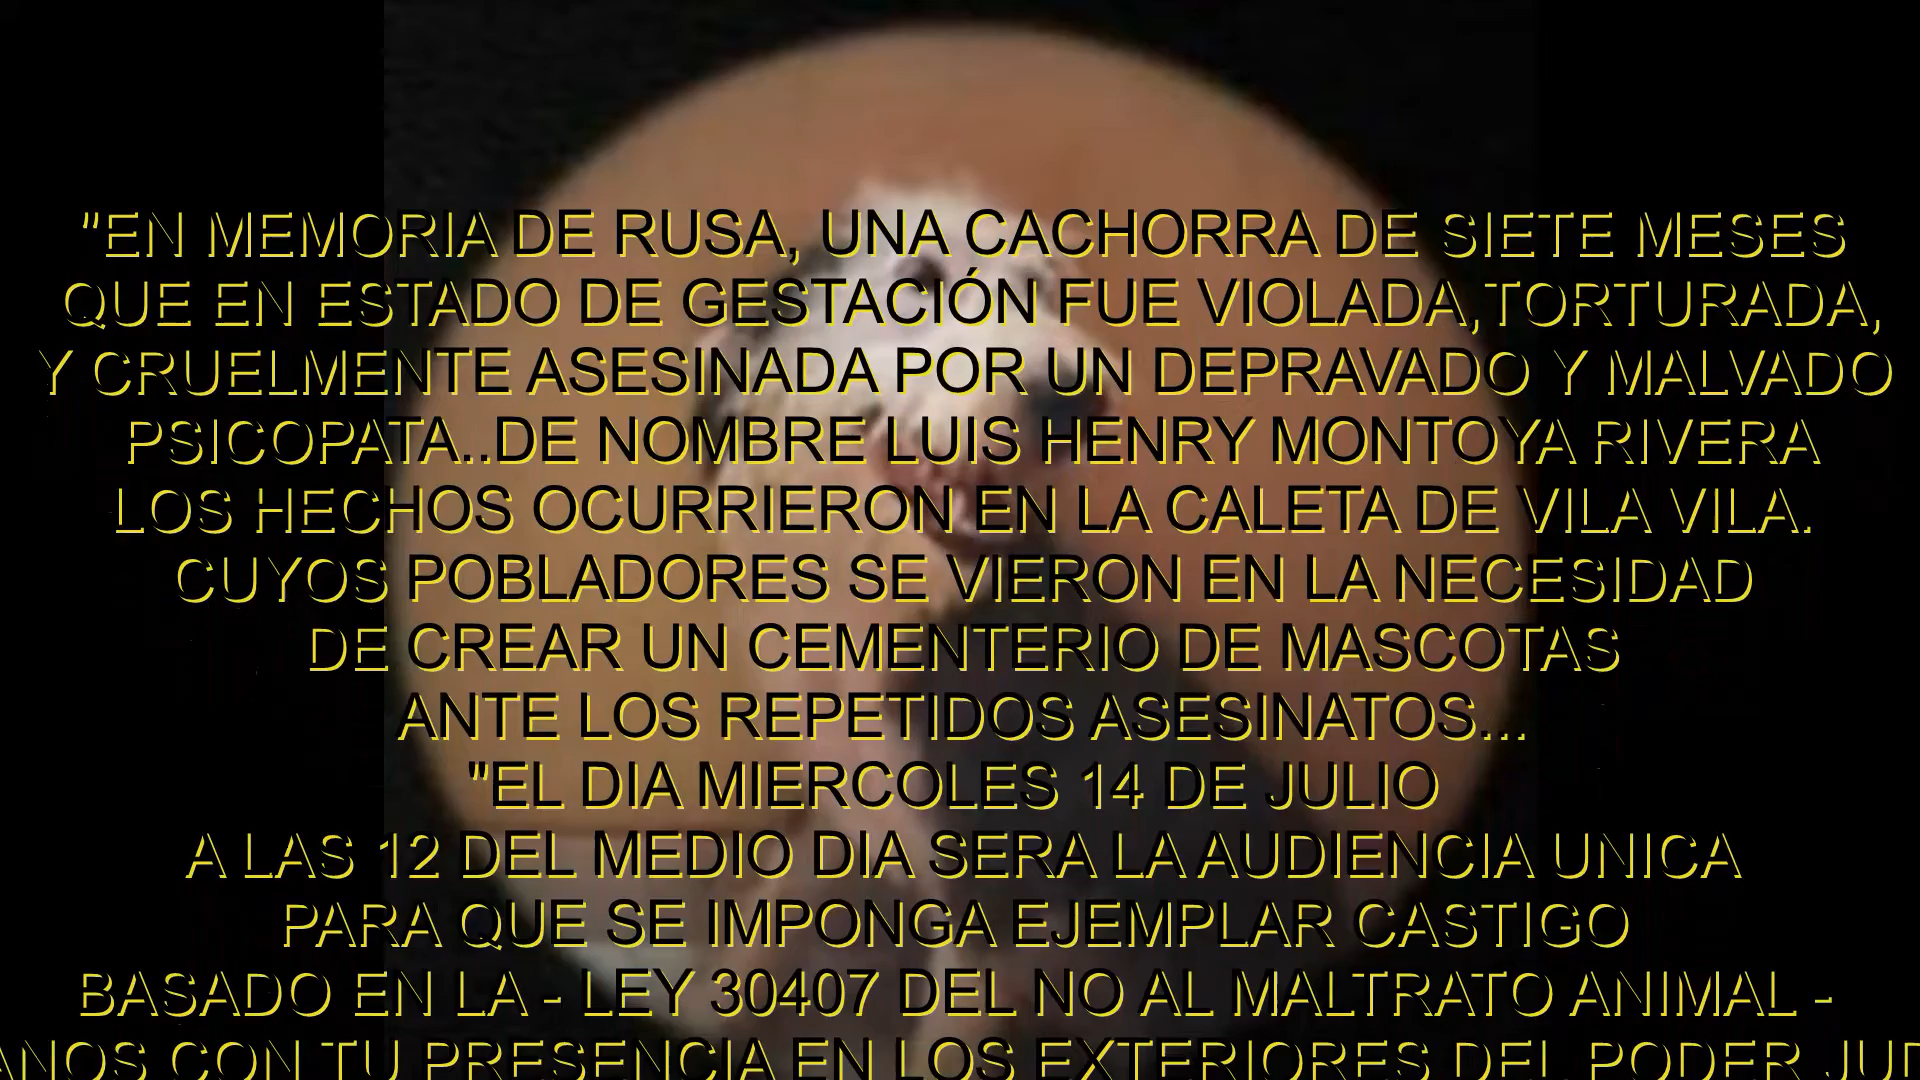 "EN MEMORIA DE RUSA, UNA CACHORRA DE SIETE MESES
QUE EN ESTADO DE GESTACIÓN FUE VIOLADA,TORTURADA,
Y CRUELMENTE ASESINADA POR UN DEPRAVADO Y MALVADO
PSICOPATA..DE NOMBRE LUIS HENRY MONTOYA RIVERA
LOS HECHOS OCURRIERON EN LA CALETA DE VILA VILA.
CUYOS POBLADORES SE VIERON EN LA NECESIDAD
DE CREAR UN CEMENTERIO DE MASCOTAS
ANTE LOS REPETIDOS ASESINATOS...
"EL DIA MIERCOLES 14 DE JULIO
A LAS 12 DEL MEDIO DIA SERA LA AUDIENCIA UNICA
PARA QUE SE IMPONGA EJEMPLAR CASTIGO
BASADO EN LA - LEY 30407 DEL NO AL MALTRATO ANIMAL -
CON TU PRESENCIA EN LOS EXTERIORES DEL PODER